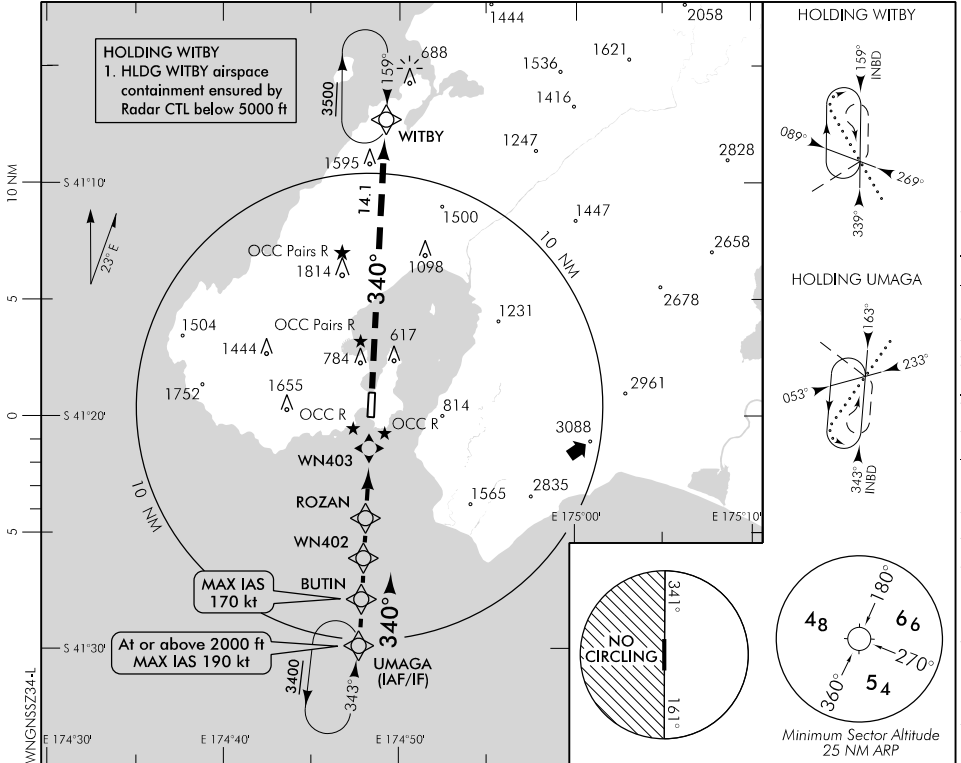 1444
2058
HOLDING WITBY
HOLDING WITBY
1. HLDG WITBY airspace
containment ensured by
Radar CTL below 5000 ft
3500
159°
688
1621
1536
1416
WITBY
1247
1595
2828
159°
INBD
089°
269°
339°
10 NM
S 41°10'
14.1
1500
1447
10 NM
2658
23° E
OCC Pairs R
1814
1098
340°
2678
HOLDING UMAGA
5
1504
OCC Pairs R
1231
163°
1444
784
617
233°
1752
1655
2961
053°
0
S 41°20'
OCC R
OCC R
814
3088
WN403
343°
INBD
10 NM
ROZAN
1565
2835
E 175°00'
E 175°10'
5
WN402
BUTIN
MAX IAS
170 kt
340°
At or above 2000 ft
MAX IAS 190 kt
S 41°30'
UMAGA
(IAF/IF)
3400
343°
341°
NO
CIRCLING
161°
180°
48
66
270°
54
360°
Minimum Sector Altitude
25 NM ARP
E 174°30'
E 174°40'
E 174°50'
WNGNSSZ34-L